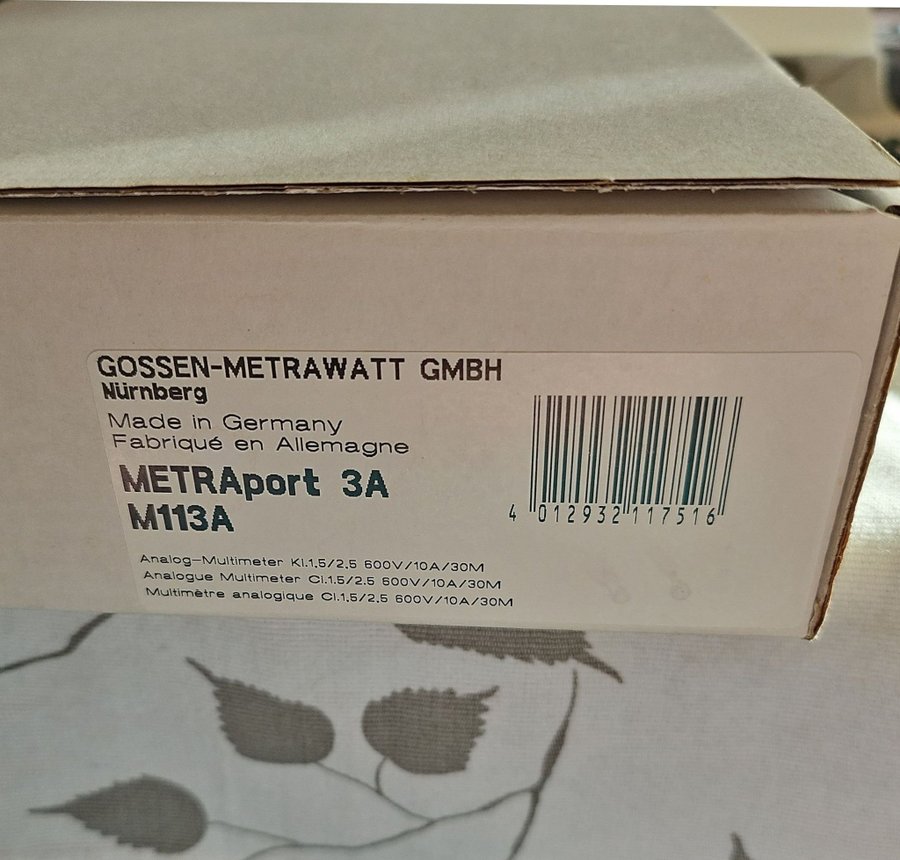 GOSSEN-METRAWATT GMBH
Nürnberg
Made in Germany
Fabriqué en Allemagne
METRAport 3A
M113A
Analog-Multimeter Kl.1.5/2.5 600V/10A/30M
Analogue Multimeter Cl.1.5/2.5 600V/10A/30M
Multimètre analogique Cl.1.5/2.5 600V/10A/30M
4 012932 117516